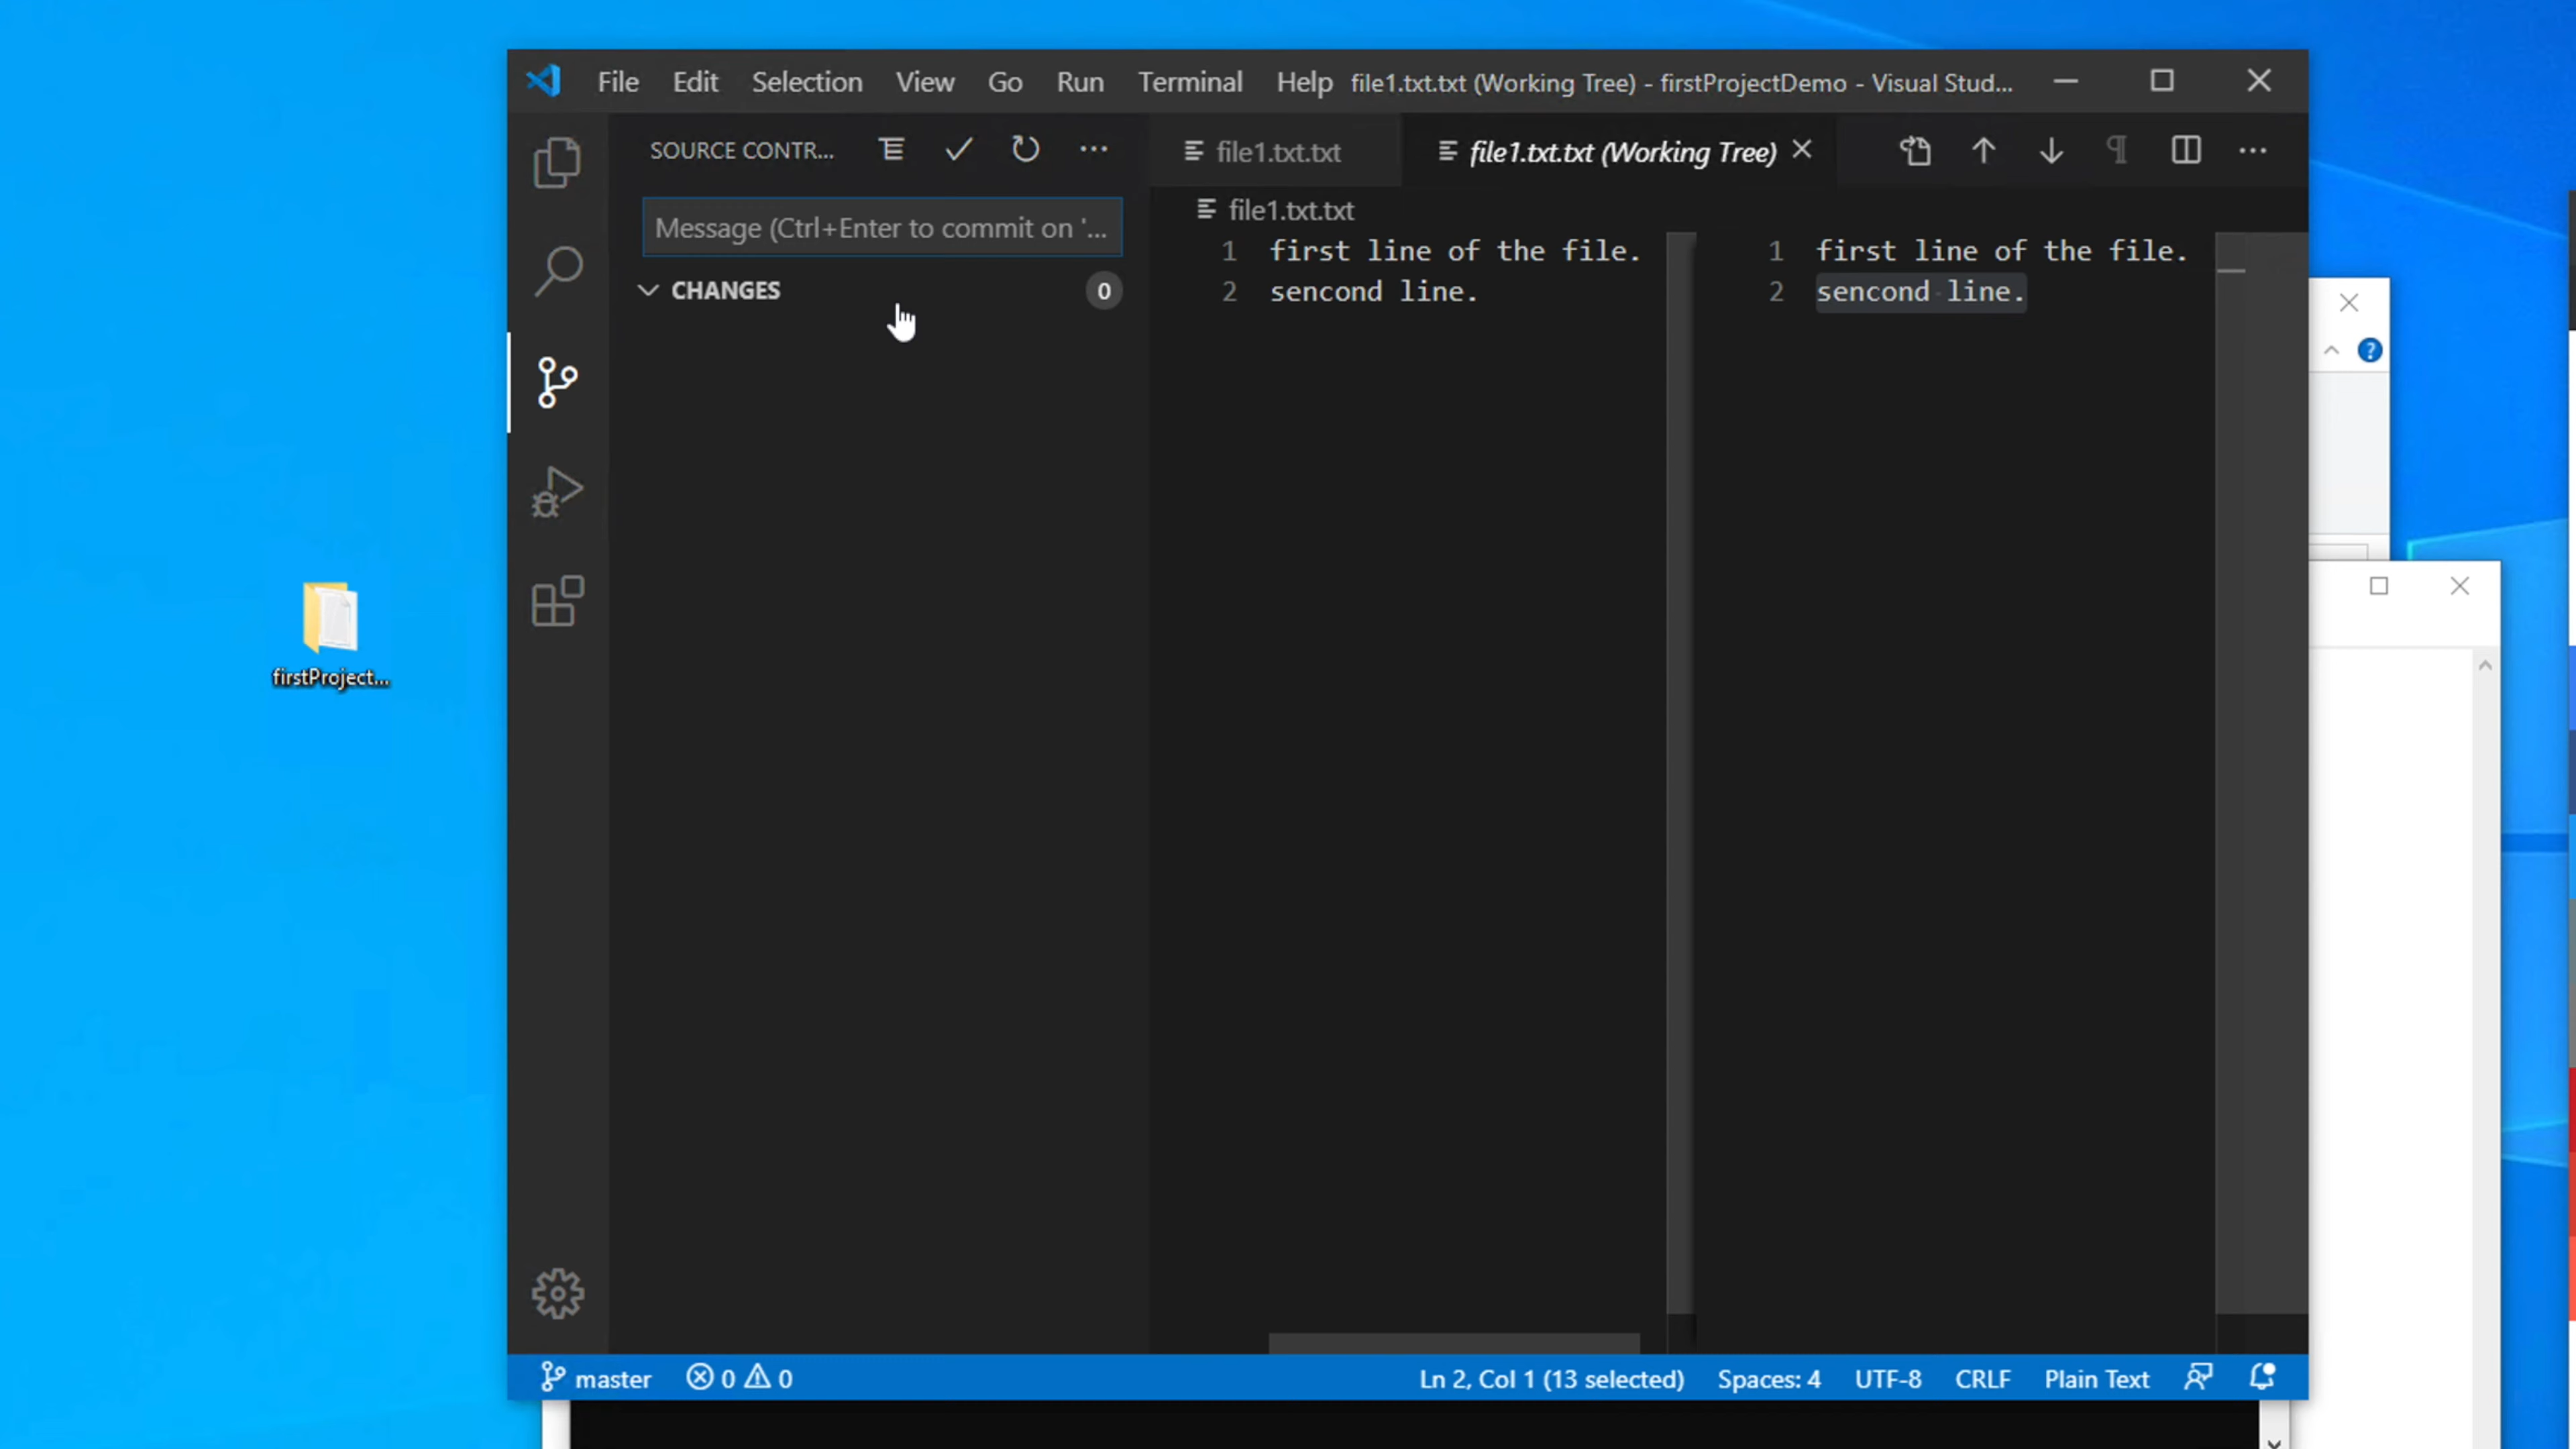 File Edit Selection View Go Run Terminal Help file1.txt.txt (Working Tree) - firstProjectDemo - Visual Stud...
SOURCE CONTR...
file1.txt.txt
file1.txt.txt (Working Tree)
Message (Ctrl+Enter to commit on '...
CHANGES
0
file1.txt.txt
1 first line of the file.
2 sencond line.
1 first line of the file.
2 sencond line.
firstProject...
master 0 0
Ln 2, Col 1 (13 selected) Spaces: 4 UTF-8 CRLF Plain Text